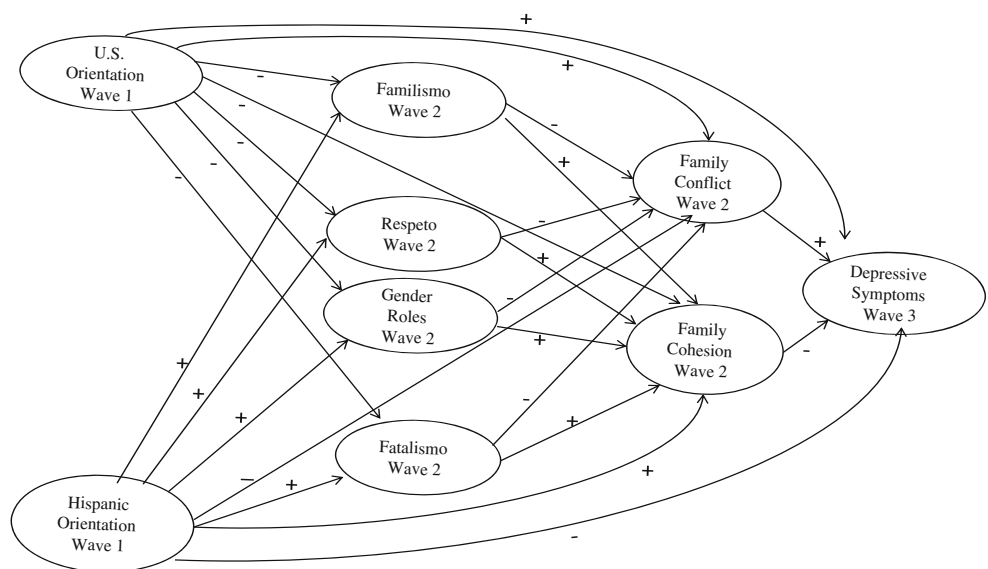 U.S.
Orientation
Wave 1
Familismo
Wave 2
Respeto
Wave 2
Gender
Roles
Wave 2
Fatalismo
Wave 2
Hispanic
Orientation
Wave 1
Family
Conflict
Wave 2
Family
Cohesion
Wave 2
Depressive
Symptoms
Wave 3
+
+
-
-
-
-
-
-
+
-
+
-
+
+
+
+
-
+
-
+
-
+
-
+
+
-